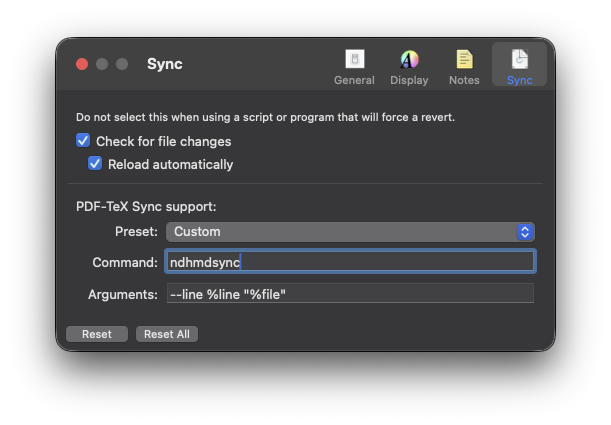 Sync
General
Display
Notes
Sync
Do not select this when using a script or program that will force a revert.
Check for file changes
Reload automatically
PDF-TeX Sync support:
Preset: Custom
Command: ndhmdsync
Arguments: --line %line "%file"
Reset Reset All